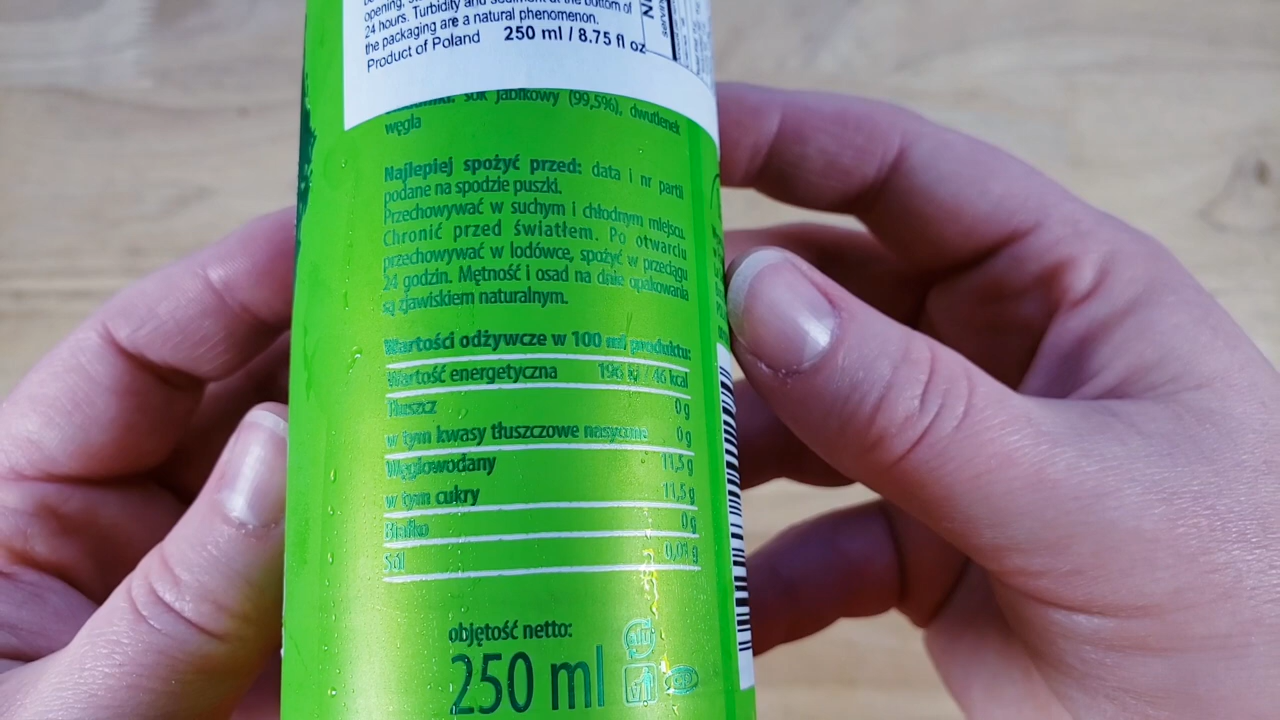 opening,
24 hours. Turbidity and sediment at the bottom of
the packaging are a natural phenomenon.
Product of Poland 250 ml / 8.75 fl oz
sok jabłkowy (99,5%), dwutlenek
węgla
Najlepiej spożyć przed: data i nr partii
podane na spodzie puszki.
Przechowywać w suchym i chłodnym miejscu.
Chronić przed światłem. Po otwarciu
przechowywać w lodówce, spożyć w przeciągu
24 godzin. Mętność i osad na dnie opakowania
są zjawiskiem naturalnym.
Wartości odżywcze w 100 ml produktu:
Wartość energetyczna 196 kJ / 46 kcal
Tłuszcz 0 g
w tym kwasy tłuszczowe nasycone 0 g
Węglowodany 11,5 g
w tym cukry 11,5 g
Białko 0 g
Sól 0,01 g
objętość netto:
250 ml